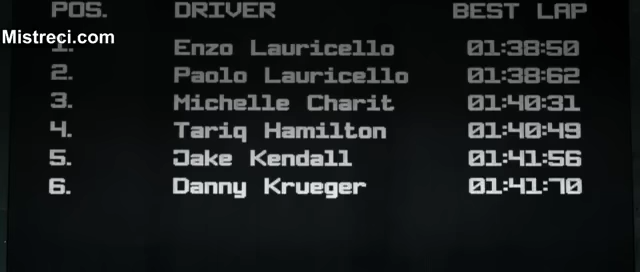 POS. DRIVER BEST LAP
Mistreci.com
1. Enzo Lauricello 01:38:50
2. Paolo Lauricello 01:38:62
3. Michelle Charit 01:40:31
4. Tariq Hamilton 01:40:49
5. Jake Kendall 01:41:56
6. Danny Krueger 01:41:70